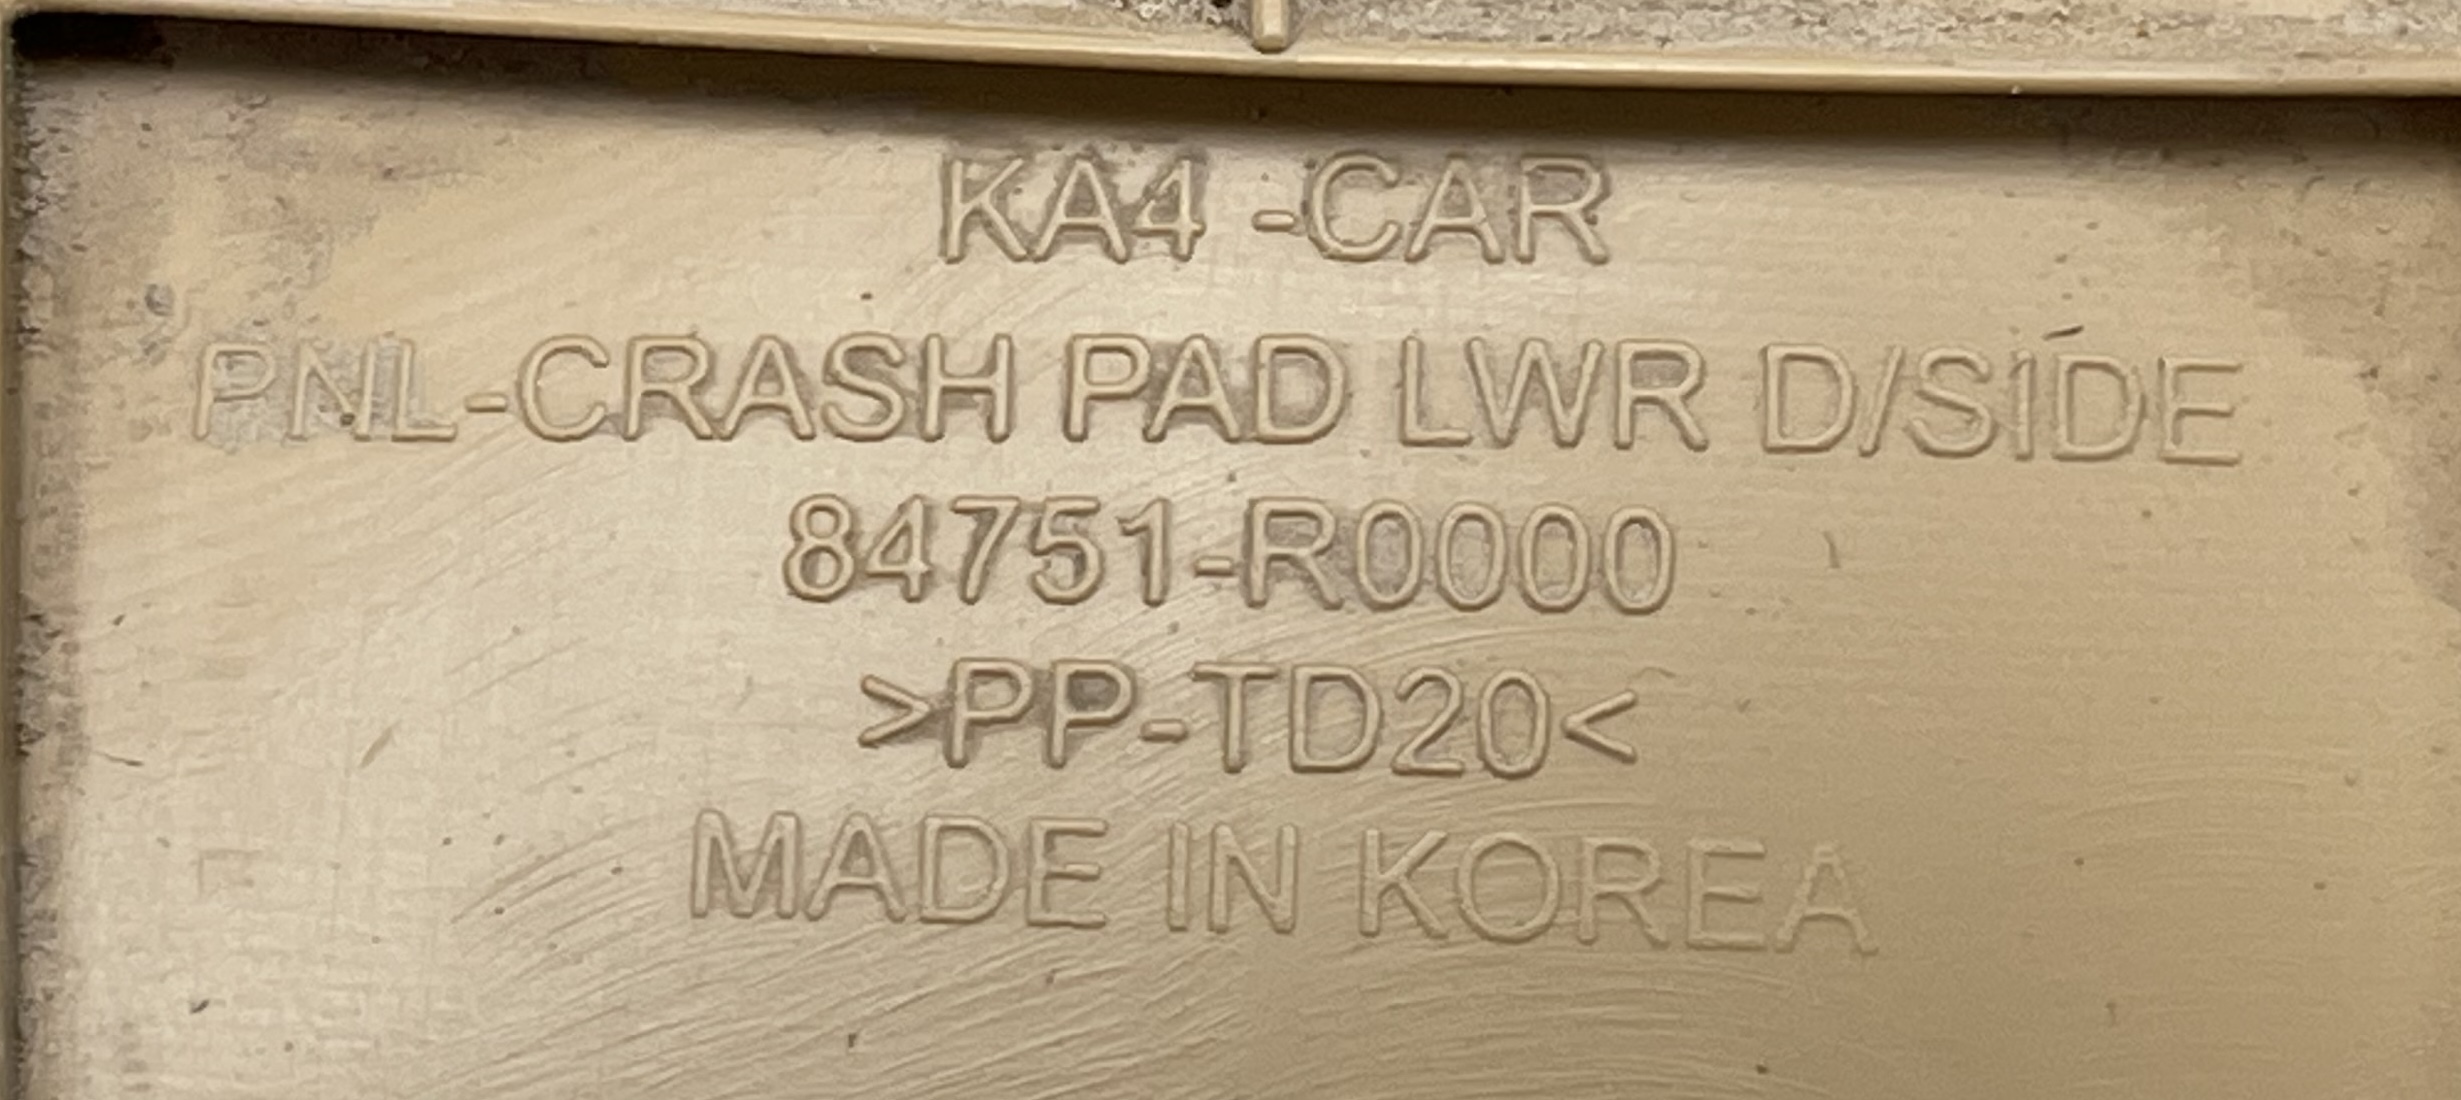 KA4 -CAR
PNL-CRASH PAD LWR D/SIDE
84751-R0000
>PP-TD20<
MADE IN KOREA